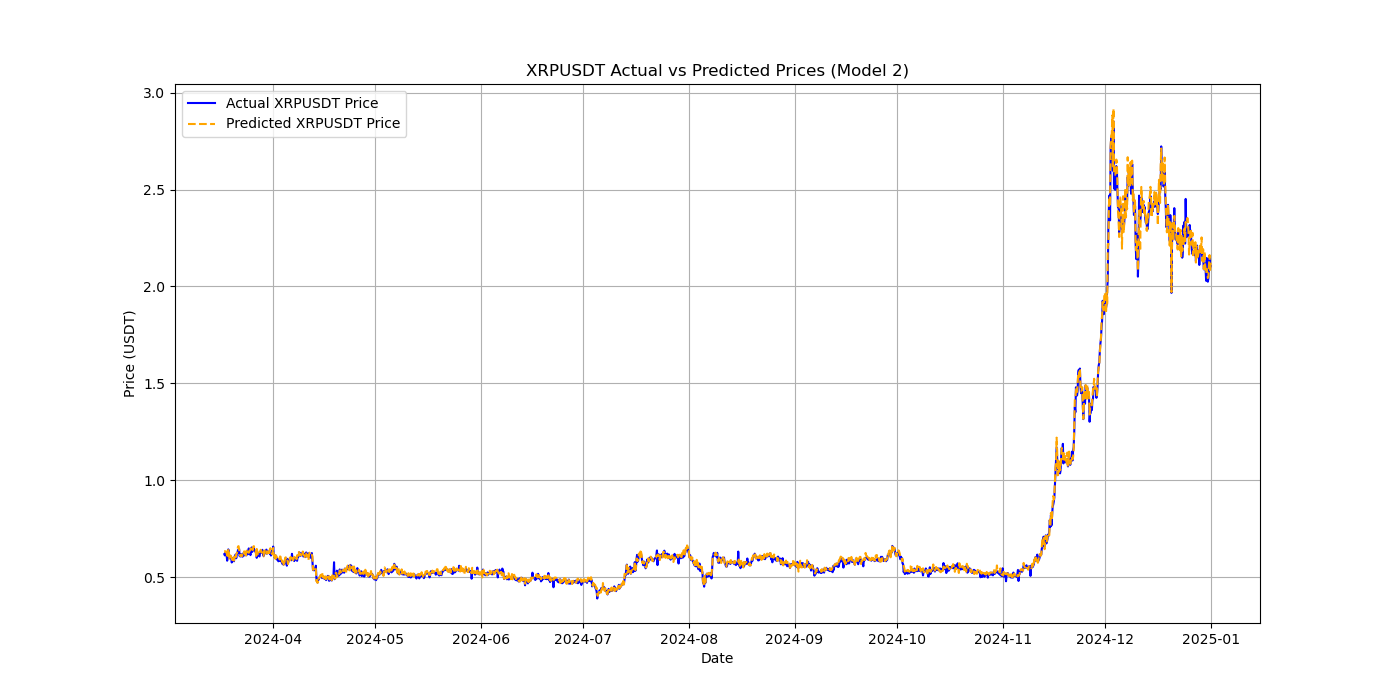 XRPUSDT Actual vs Predicted Prices (Model 2)
Actual XRPUSDT Price
Predicted XRPUSDT Price
Price (USDT)
3.0
2.5
2.0
1.5
1.0
0.5
2024-04 2024-05 2024-06 2024-07 2024-08 2024-09 2024-10 2024-11 2024-12 2025-01
Date